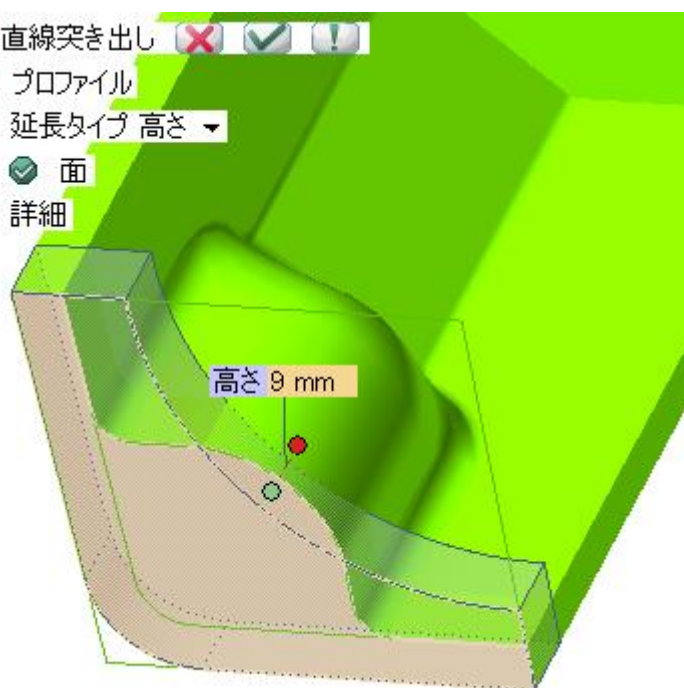 直線突き出し
プロファイル
延長タイプ 高さ
面
詳細
高さ 9 mm